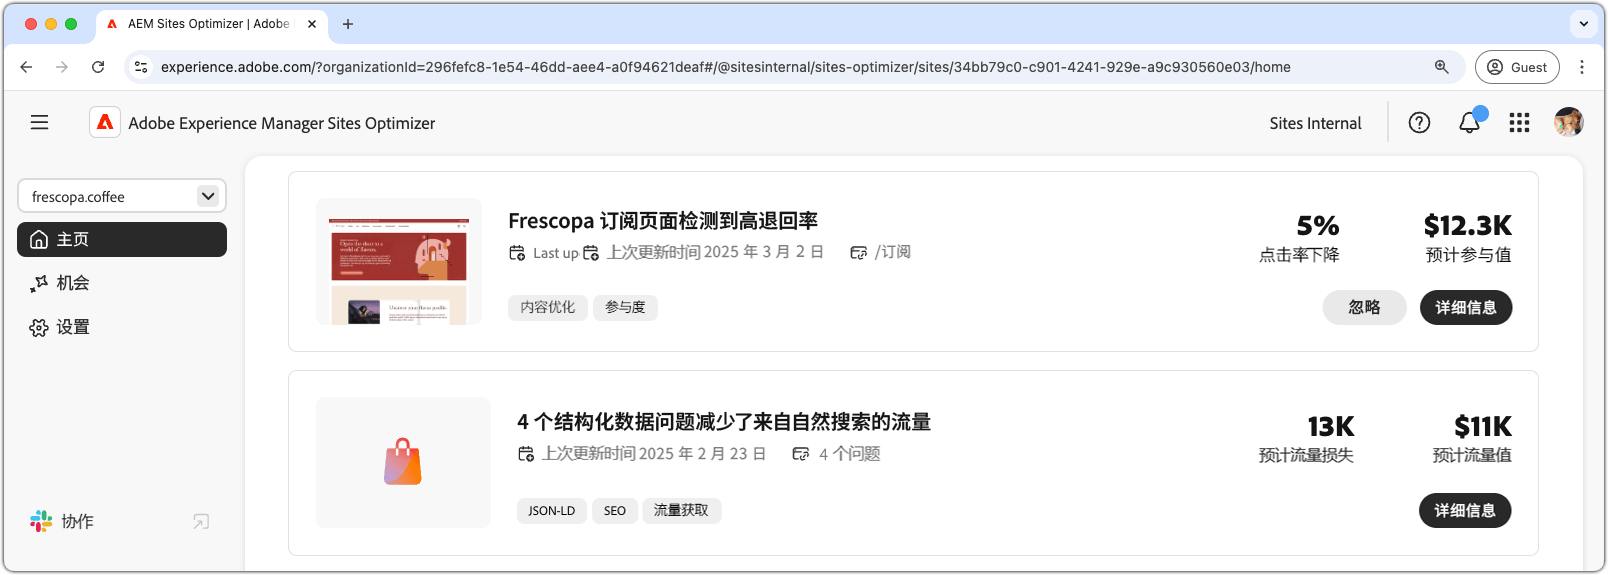 AEM Sites Optimizer | Adobe
experience.adobe.com/?organizationId=296fefc8-1e54-46dd-aee4-a0f94621deaf#/@sitesinternal/sites-optimizer/sites/34bb79c0-c901-4241-929e-a9c930560e03/home
Guest
Adobe Experience Manager Sites Optimizer
Sites Internal
frescopa.coffee
主页
机会
设置
协作
Frescopa 订阅页面检测到高退回率
Last up 上次更新时间 2025 年 3 月 2 日 /订阅
内容优化 参与度
5%
点击率下降
$12.3K
预计参与值
忽略 详细信息
4 个结构化数据问题减少了来自自然搜索的流量
上次更新时间 2025 年 2 月 23 日 4 个问题
JSON-LD SEO 流量获取
13K
预计流量损失
$11K
预计流量值
详细信息